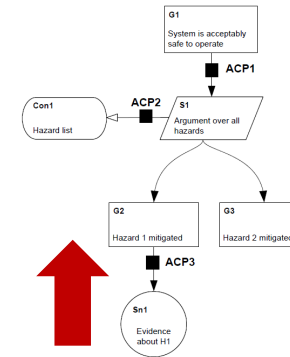 G1
System is acceptably
safe to operate
ACP1
ACP2
Con1
Hazard list
S1
Argument over all
hazards
G2
Hazard 1 mitigated
G3
Hazard 2 mitigated
ACP3
Sn1
Evidence
about H1